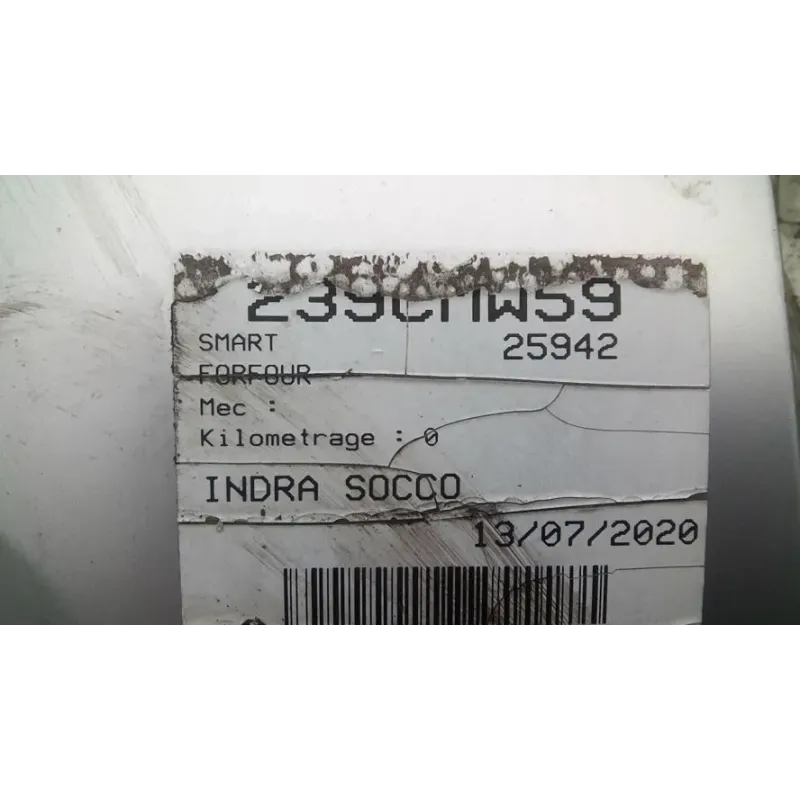 239CMW59
SMART 25942
FORFOUR
Mec :
Kilometrage : 0
INDRA SOCCO
13/07/2020